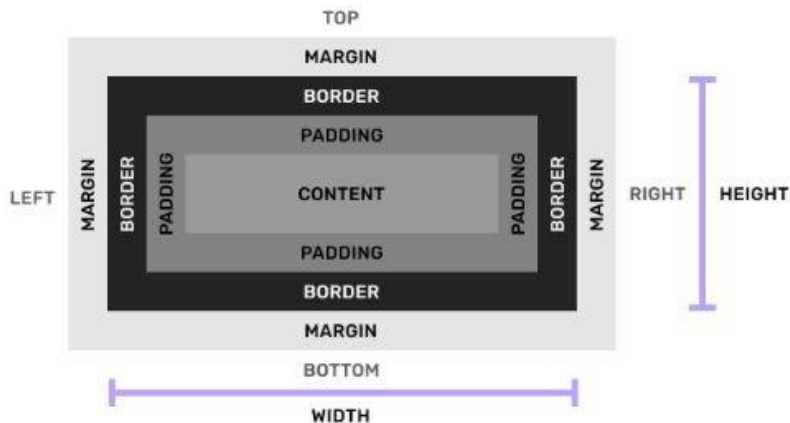 TOP
MARGIN
BORDER
PADDING
LEFT
MARGIN
BORDER
PADDING
CONTENT
PADDING
BORDER
MARGIN
RIGHT
HEIGHT
PADDING
BORDER
MARGIN
BOTTOM
WIDTH